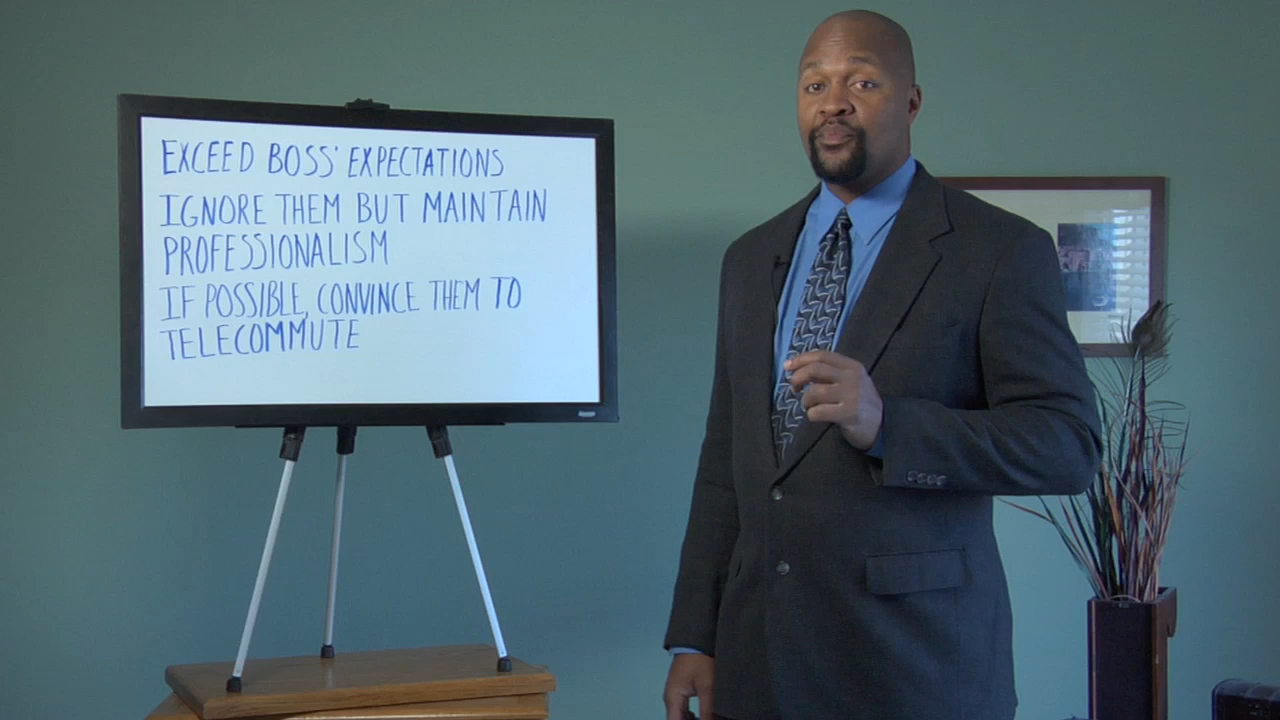 EXCEED BOSS' EXPECTATIONS
IGNORE THEM BUT MAINTAIN
PROFESSIONALISM
IF POSSIBLE, CONVINCE THEM TO
TELECOMMUTE